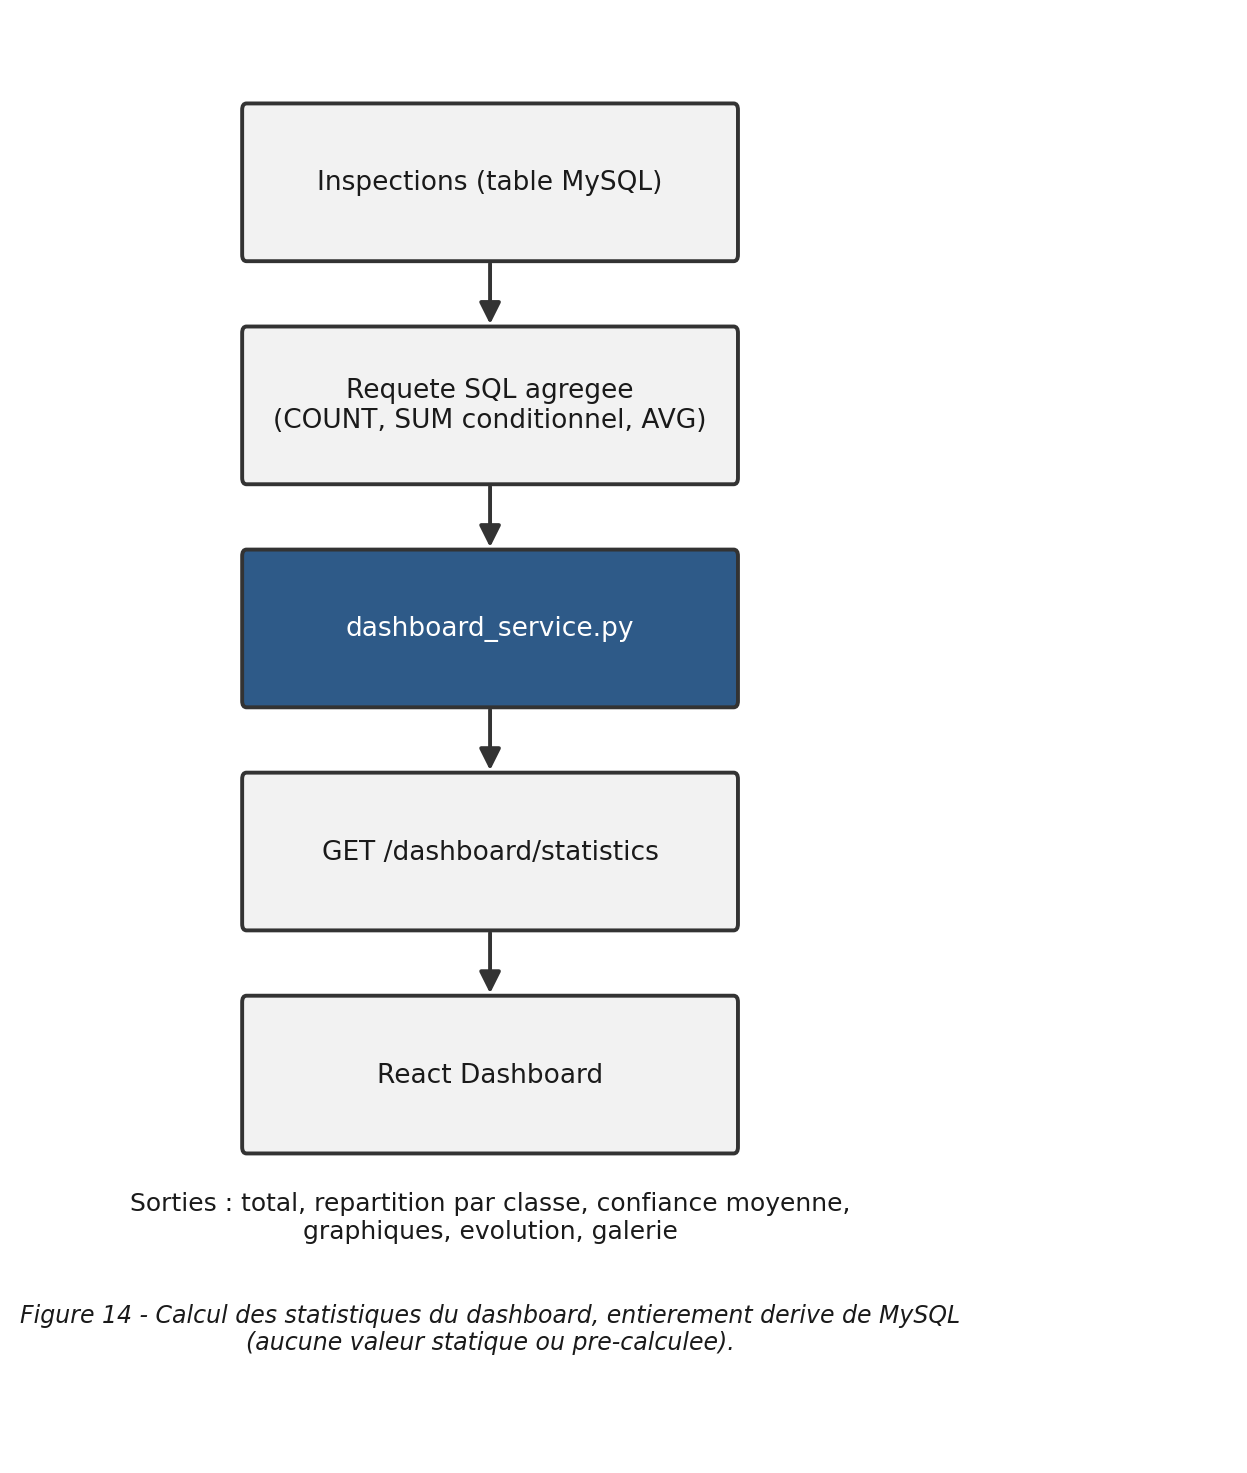 Inspections (table MySQL)
Requete SQL agregee
(COUNT, SUM conditionnel, AVG)
dashboard_service.py
GET /dashboard/statistics
React Dashboard
Sorties : total, repartition par classe, confiance moyenne,
graphiques, evolution, galerie
Figure 14 - Calcul des statistiques du dashboard, entierement derive de MySQL
(aucune valeur statique ou pre-calculee).